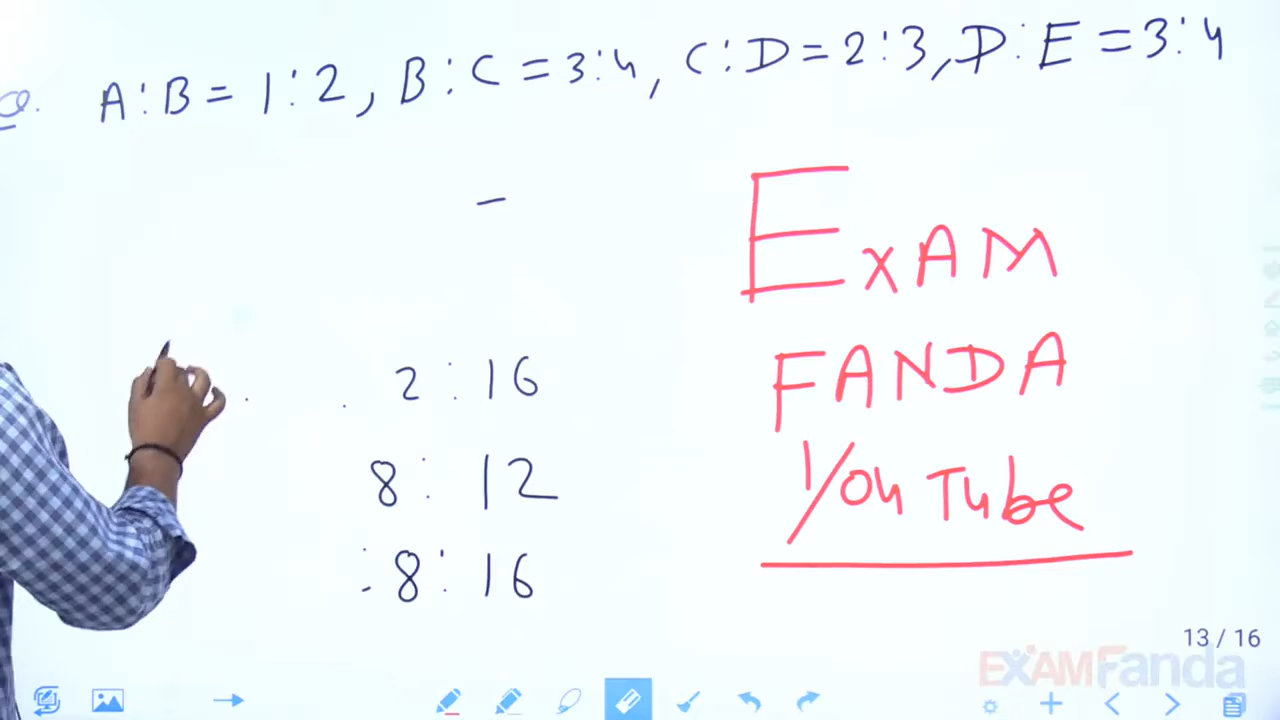 Q. A:B = 1:2, B:C = 3:4, C:D = 2:3, D:E = 3:4
–
ExAM
FANDA
YouTube
. . 2 : 16
8 : 12
: 8 : 16
13 / 16
EXAMFanda